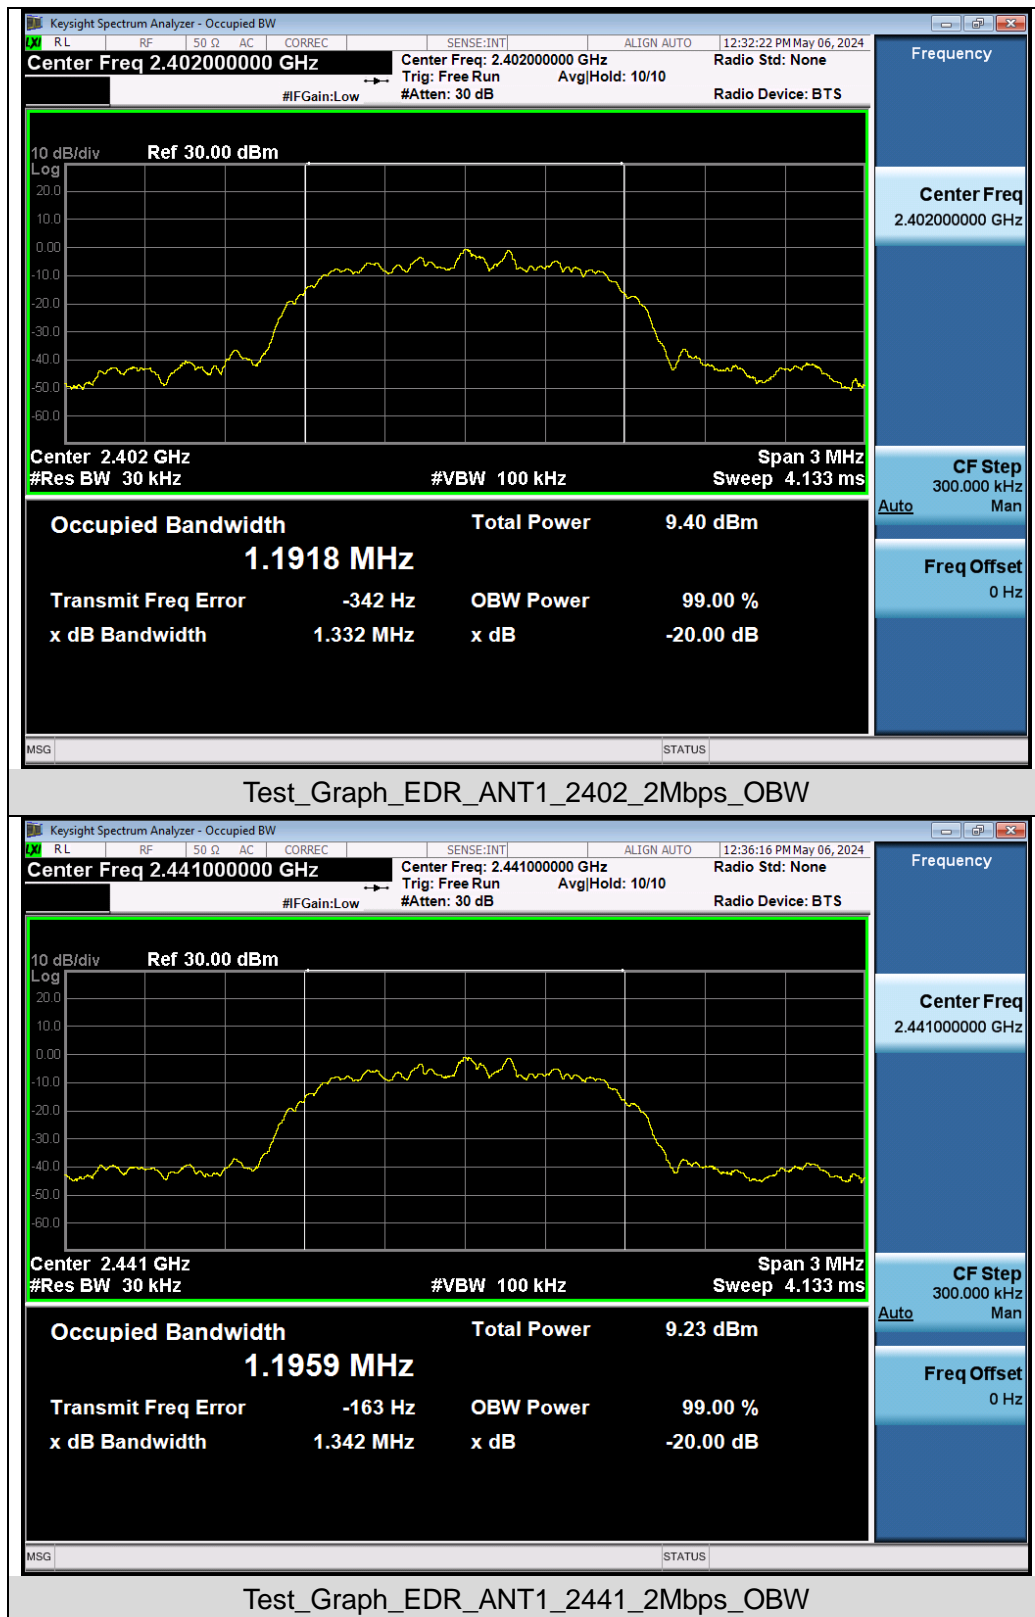 Keysight Spectrum Analyzer - Occupied BW
LXI RL RF 50 Ω AC CORREC SENSE:INT ALIGN AUTO 12:32:22 PM May 06, 2024
Center Freq 2.402000000 GHz Center Freq: 2.402000000 GHz Radio Std: None
Trig: Free Run Avg|Hold: 10/10
#IFGain:Low #Atten: 30 dB Radio Device: BTS
10 dB/div Ref 30.00 dBm
Log
20.0
10.0
0.00
-10.0
-20.0
-30.0
-40.0
-50.0
-60.0
Center 2.402 GHz Span 3 MHz
#Res BW 30 kHz #VBW 100 kHz Sweep 4.133 ms
Occupied Bandwidth Total Power 9.40 dBm
1.1918 MHz
Transmit Freq Error -342 Hz OBW Power 99.00 %
x dB Bandwidth 1.332 MHz x dB -20.00 dB
Frequency
Center Freq
2.402000000 GHz
CF Step
300.000 kHz
Auto Man
Freq Offset
0 Hz
MSG STATUS
Test_Graph_EDR_ANT1_2402_2Mbps_OBW
Keysight Spectrum Analyzer - Occupied BW
LXI RL RF 50 Ω AC CORREC SENSE:INT ALIGN AUTO 12:36:16 PM May 06, 2024
Center Freq 2.441000000 GHz Center Freq: 2.441000000 GHz Radio Std: None
Trig: Free Run Avg|Hold: 10/10
#IFGain:Low #Atten: 30 dB Radio Device: BTS
10 dB/div Ref 30.00 dBm
Log
20.0
10.0
0.00
-10.0
-20.0
-30.0
-40.0
-50.0
-60.0
Center 2.441 GHz Span 3 MHz
#Res BW 30 kHz #VBW 100 kHz Sweep 4.133 ms
Occupied Bandwidth Total Power 9.23 dBm
1.1959 MHz
Transmit Freq Error -163 Hz OBW Power 99.00 %
x dB Bandwidth 1.342 MHz x dB -20.00 dB
Frequency
Center Freq
2.441000000 GHz
CF Step
300.000 kHz
Auto Man
Freq Offset
0 Hz
MSG STATUS
Test_Graph_EDR_ANT1_2441_2Mbps_OBW